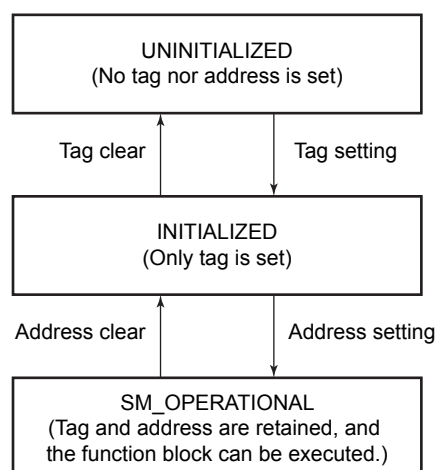 UNINITIALIZED
(No tag nor address is set)
Tag clear
Tag setting
INITIALIZED
(Only tag is set)
Address clear
Address setting
SM_OPERATIONAL
(Tag and address are retained, and
the function block can be executed.)